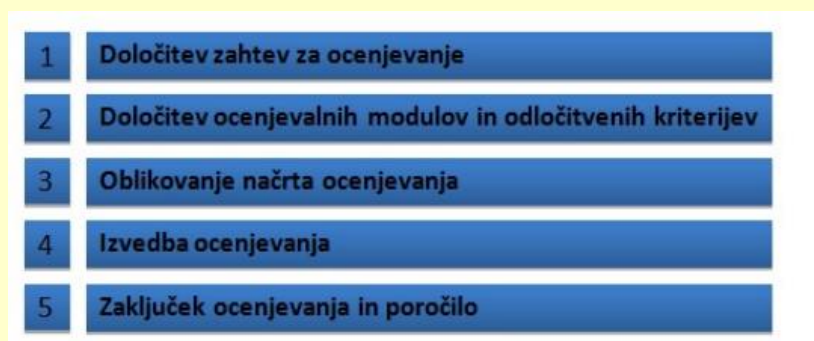 1 Določitev zahtev za ocenjevanje
2 Določitev ocenjevalnih modulov in odločitvenih kriterijev
3 Oblikovanje načrta ocenjevanja
4 Izvedba ocenjevanja
5 Zaključek ocenjevanja in poročilo